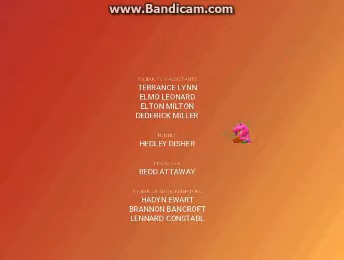 www.Bandicam.com
TERRANCE LYNN
ELMO LEONARD
ELTON MILTON
DEDERICK MILLER
HEDLEY DISHER
REDD ATTAWAY
HADYN EWART
BRANNON BANCROFT
LENNARD CONSTABL